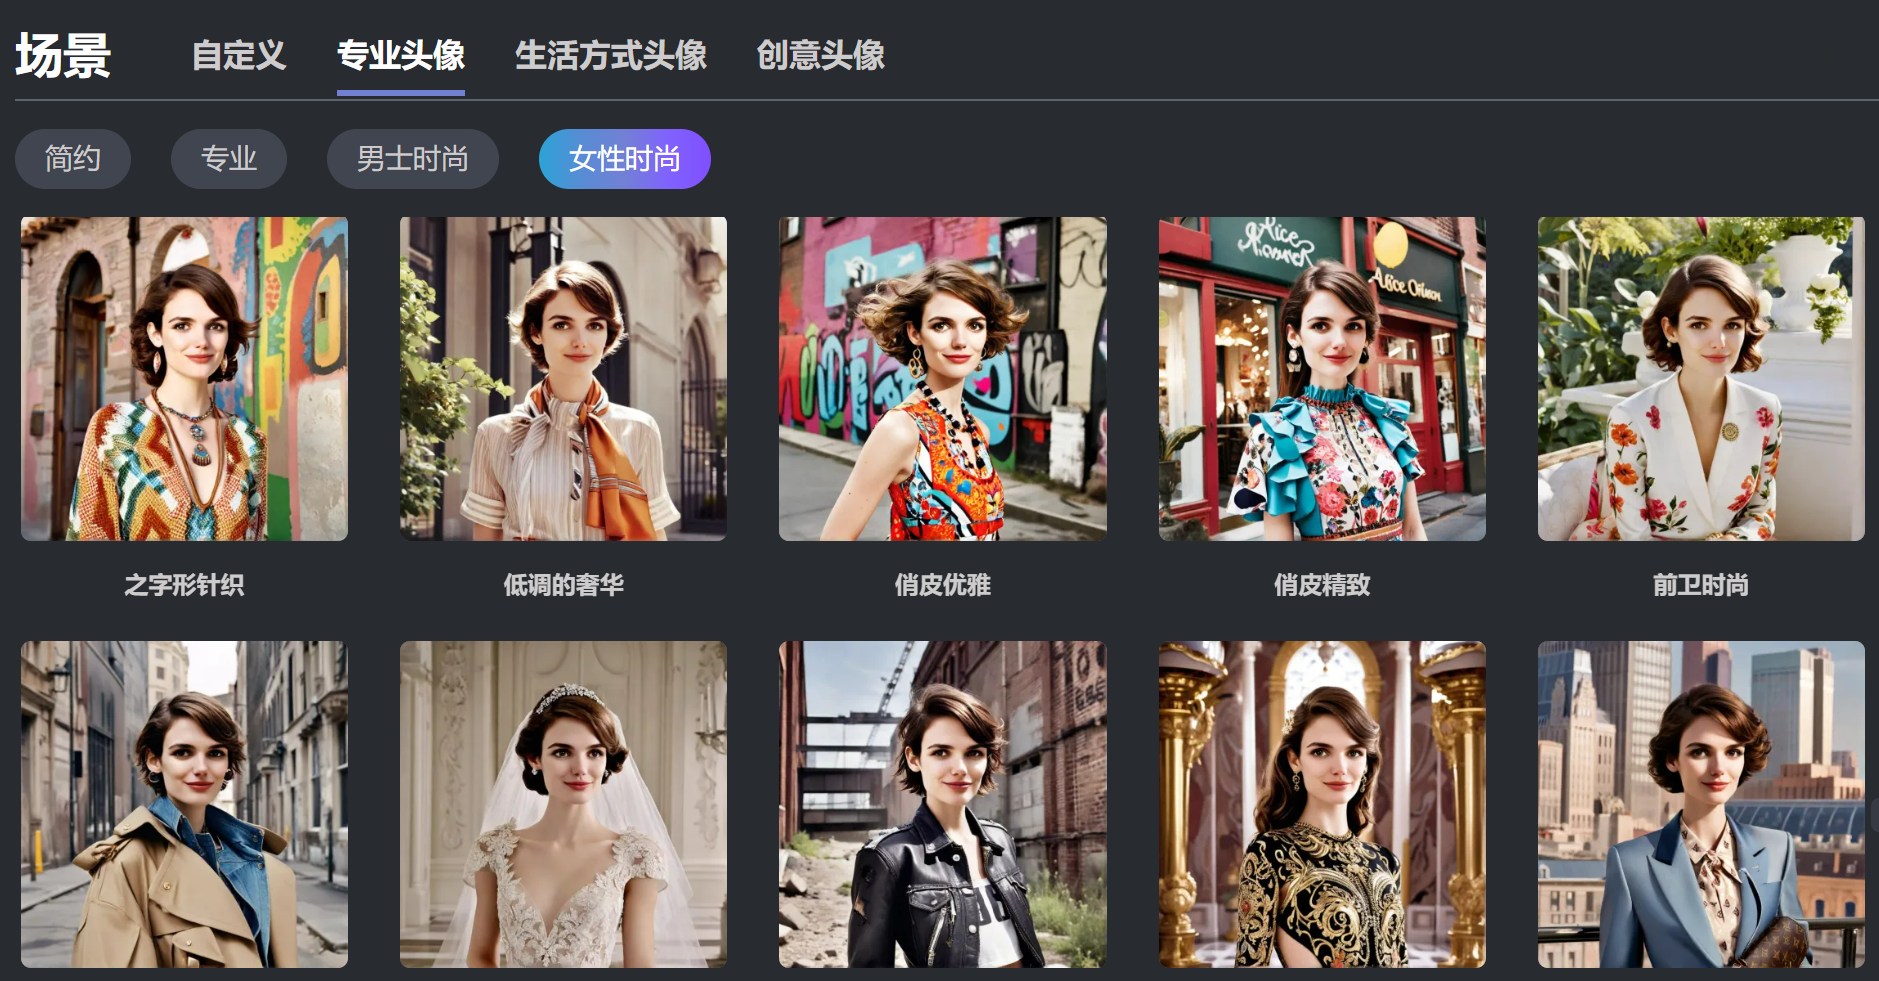 场景 自定义 专业头像 生活方式头像 创意头像
简约 专业 男士时尚 女性时尚
之字形针织 低调的奢华 俏皮优雅 俏皮精致 前卫时尚